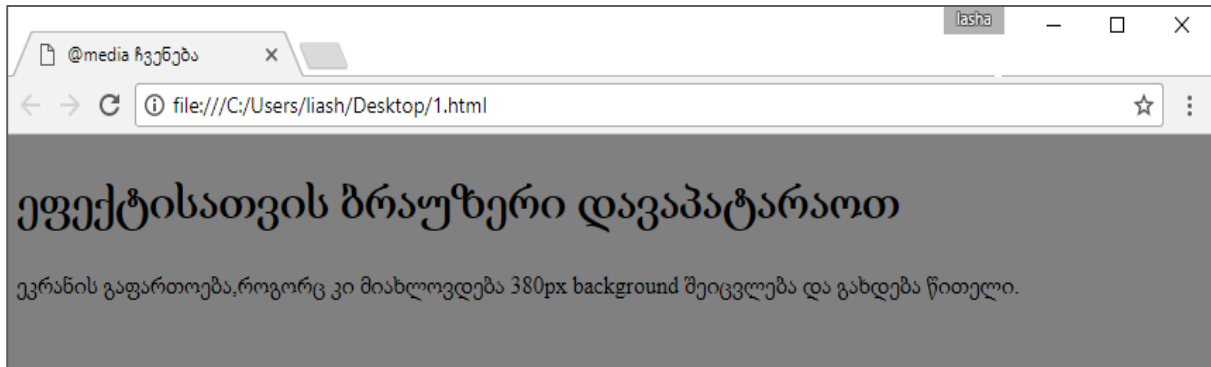 lasha
@media ჩვენება
file:///C:/Users/liash/Desktop/1.html
ეფექტისათვის ბრაუზერი დავაპატარაოთ
ეკრანის გაფართოება,როგორც კი მიახლოვდება 380px background შეიცვლება და გახდება წითელი.